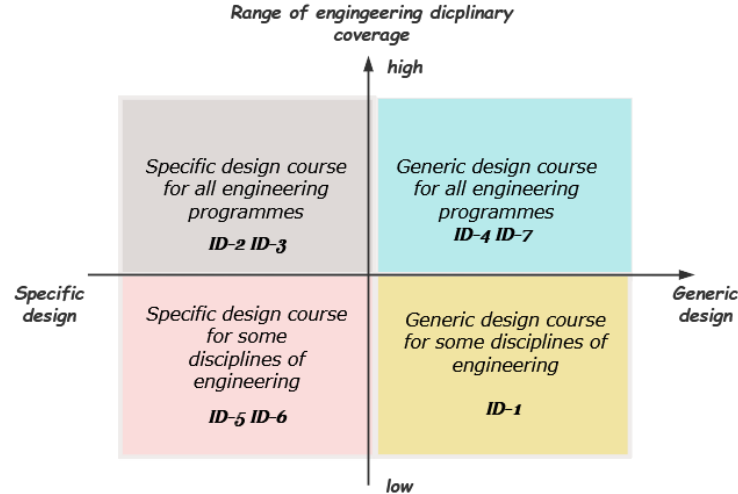 Range of engingeering dicplinary
coverage
high
Specific design course
for all engineering
programmes
ID-2 ID-3
Generic design course
for all engineering
programmes
ID-4 ID-7
Specific
design
Generic
design
Specific design course
for some
disciplines of
engineering
ID-5 ID-6
Generic design course
for some disciplines of
engineering
ID-1
low